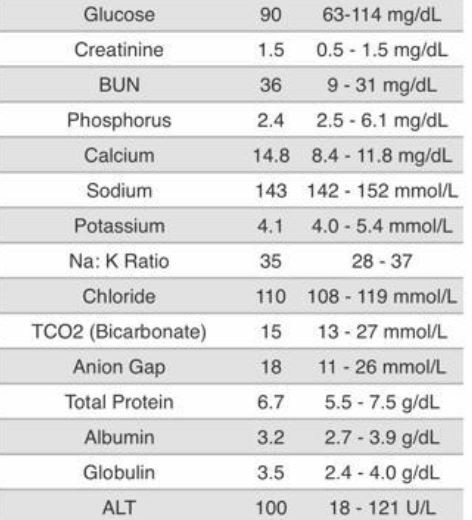 Glucose 90 63-114 mg/dL
Creatinine 1.5 0.5 - 1.5 mg/dL
BUN 36 9 - 31 mg/dL
Phosphorus 2.4 2.5 - 6.1 mg/dL
Calcium 14.8 8.4 - 11.8 mg/dL
Sodium 143 142 - 152 mmol/L
Potassium 4.1 4.0 - 5.4 mmol/L
Na: K Ratio 35 28 - 37
Chloride 110 108 - 119 mmol/L
TCO2 (Bicarbonate) 15 13 - 27 mmol/L
Anion Gap 18 11 - 26 mmol/L
Total Protein 6.7 5.5 - 7.5 g/dL
Albumin 3.2 2.7 - 3.9 g/dL
Globulin 3.5 2.4 - 4.0 g/dL
ALT 100 18 - 121 U/L